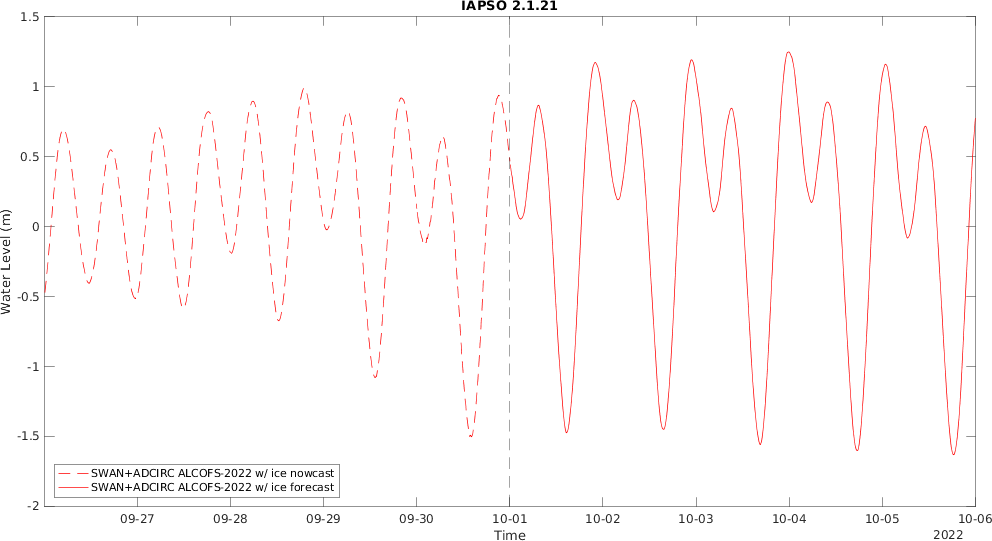 IAPSO 2.1.21
1.5
1
0.5
0
-0.5
-1
-1.5
-2
Water Level (m)
SWAN+ADCIRC ALCOFS-2022 w/ ice nowcast
SWAN+ADCIRC ALCOFS-2022 w/ ice forecast
09-27 09-28 09-29 09-30 10-01 10-02 10-03 10-04 10-05 10-06
Time
2022